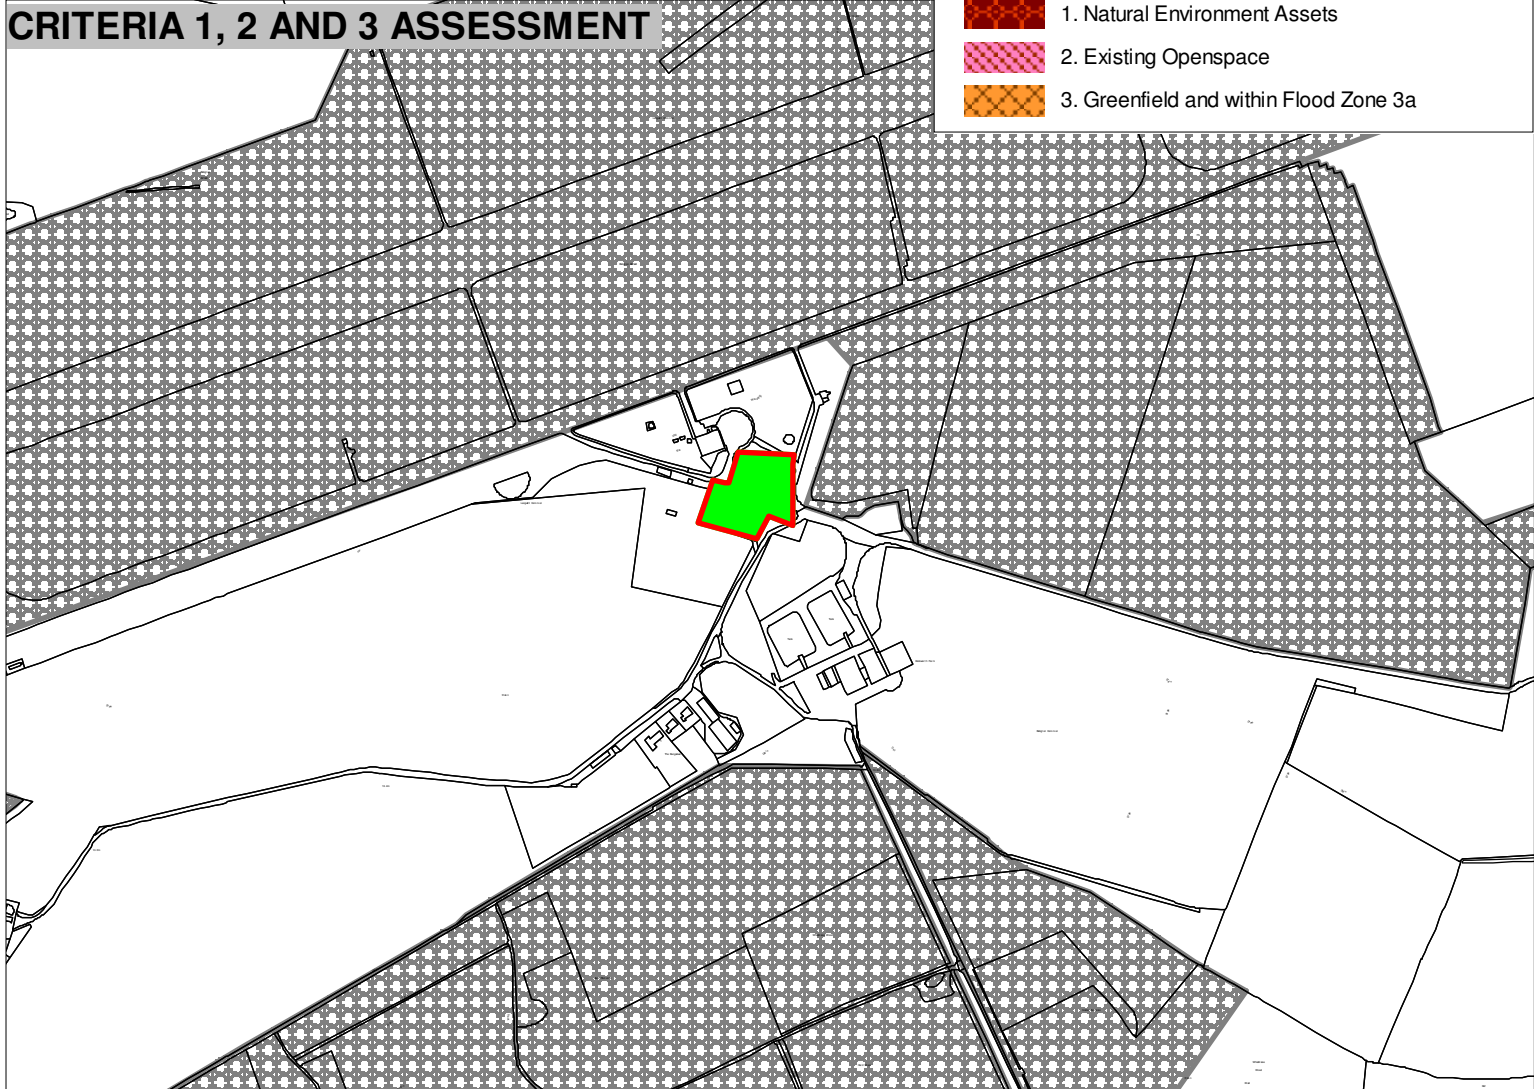 CRITERIA 1, 2 AND 3 ASSESSMENT
1. Natural Environment Assets
2. Existing Openspace
3. Greenfield and within Flood Zone 3a